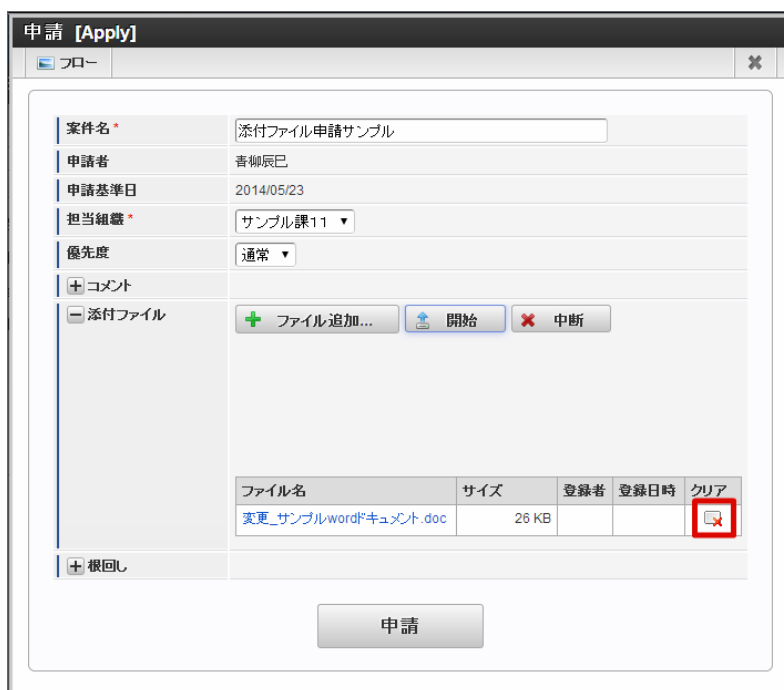 申請 [Apply]
フロー
案件名* 添付ファイル申請サンプル
申請者 青柳辰巳
申請基準日 2014/05/23
担当組織* サンプル課11
優先度 通常
コメント
添付ファイル ファイル追加... 開始 中断
ファイル名 サイズ 登録者 登録日時 クリア
変更_サンプルwordドキュメント.doc 26 KB
根回し
申請